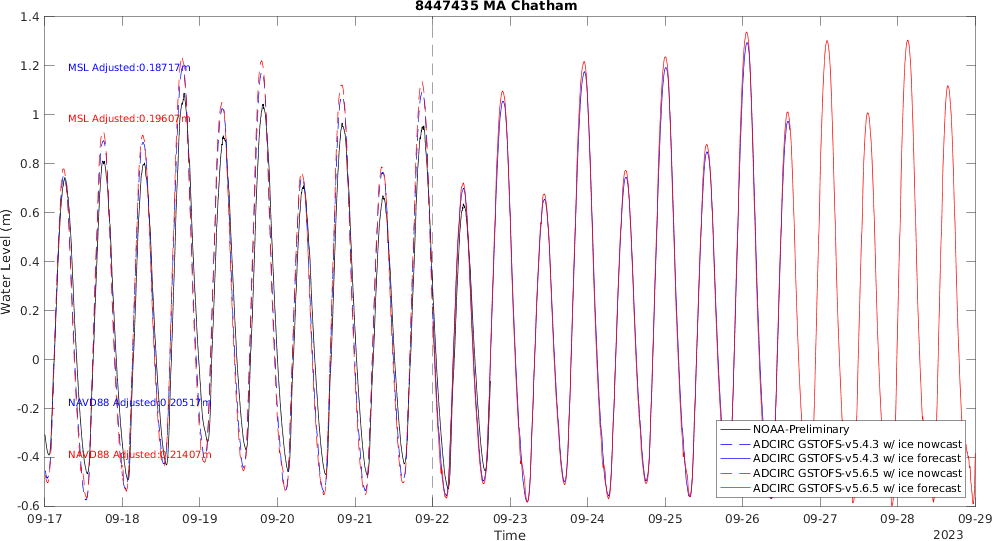 8447435 MA Chatham
1.4
1.2
1
0.8
0.6
0.4
0.2
0
-0.2
-0.4
-0.6
Water Level (m)
MSL Adjusted:0.18717m
MSL Adjusted:0.19607m
NAVD88 Adjusted:0.20517m
NAVD88 Adjusted:0.21407m
NOAA-Preliminary
ADCIRC GSTOFS-v5.4.3 w/ ice nowcast
ADCIRC GSTOFS-v5.4.3 w/ ice forecast
ADCIRC GSTOFS-v5.6.5 w/ ice nowcast
ADCIRC GSTOFS-v5.6.5 w/ ice forecast
09-17 09-18 09-19 09-20 09-21 09-22 09-23 09-24 09-25 09-26 09-27 09-28 09-29
Time
2023